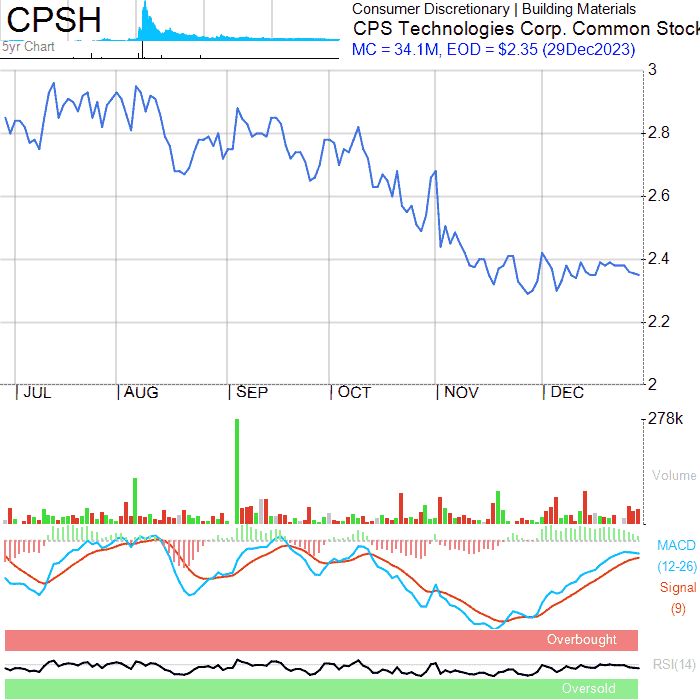 CPSH
5yr Chart
Consumer Discretionary | Building Materials
CPS Technologies Corp. Common Stock
MC = 34.1M, EOD = $2.35 (29Dec2023)
3
2.8
2.6
2.4
2.2
2
JUL AUG SEP OCT NOV DEC
278k
Volume
MACD
(12-26)
Signal
(9)
Overbought
RSI(14)
Oversold